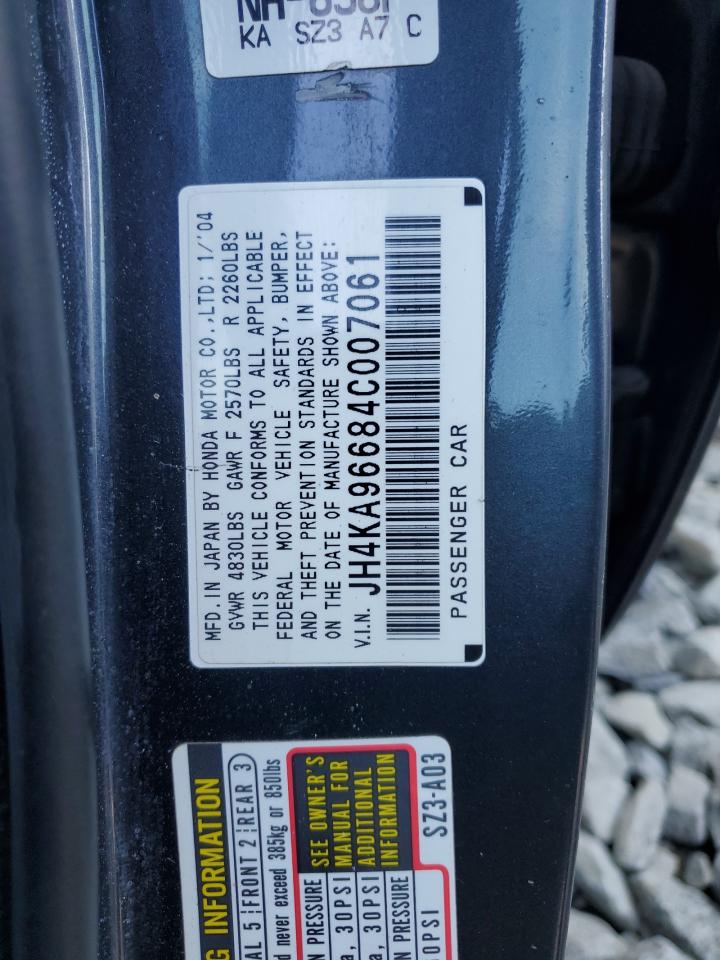 KA SZ3 A7 C
MFD. IN JAPAN BY HONDA MOTOR CO.,LTD; 1/'04
GVWR 4830LBS GAWR F 2570LBS R 2260LBS
THIS VEHICLE CONFORMS TO ALL APPLICABLE
FEDERAL MOTOR VEHICLE SAFETY, BUMPER,
AND THEFT PREVENTION STANDARDS IN EFFECT
ON THE DATE OF MANUFACTURE SHOWN ABOVE:
V.I.N. JH4KA96684C007061
PASSENGER CAR
G INFORMATION
AL 5 FRONT 2 REAR 3
d never exceed 385kg or 850lbs
N PRESSURE
a, 30PSI
a, 30PSI
0PSI
SEE OWNER'S
MANUAL FOR
ADDITIONAL
INFORMATION
SZ3-A03